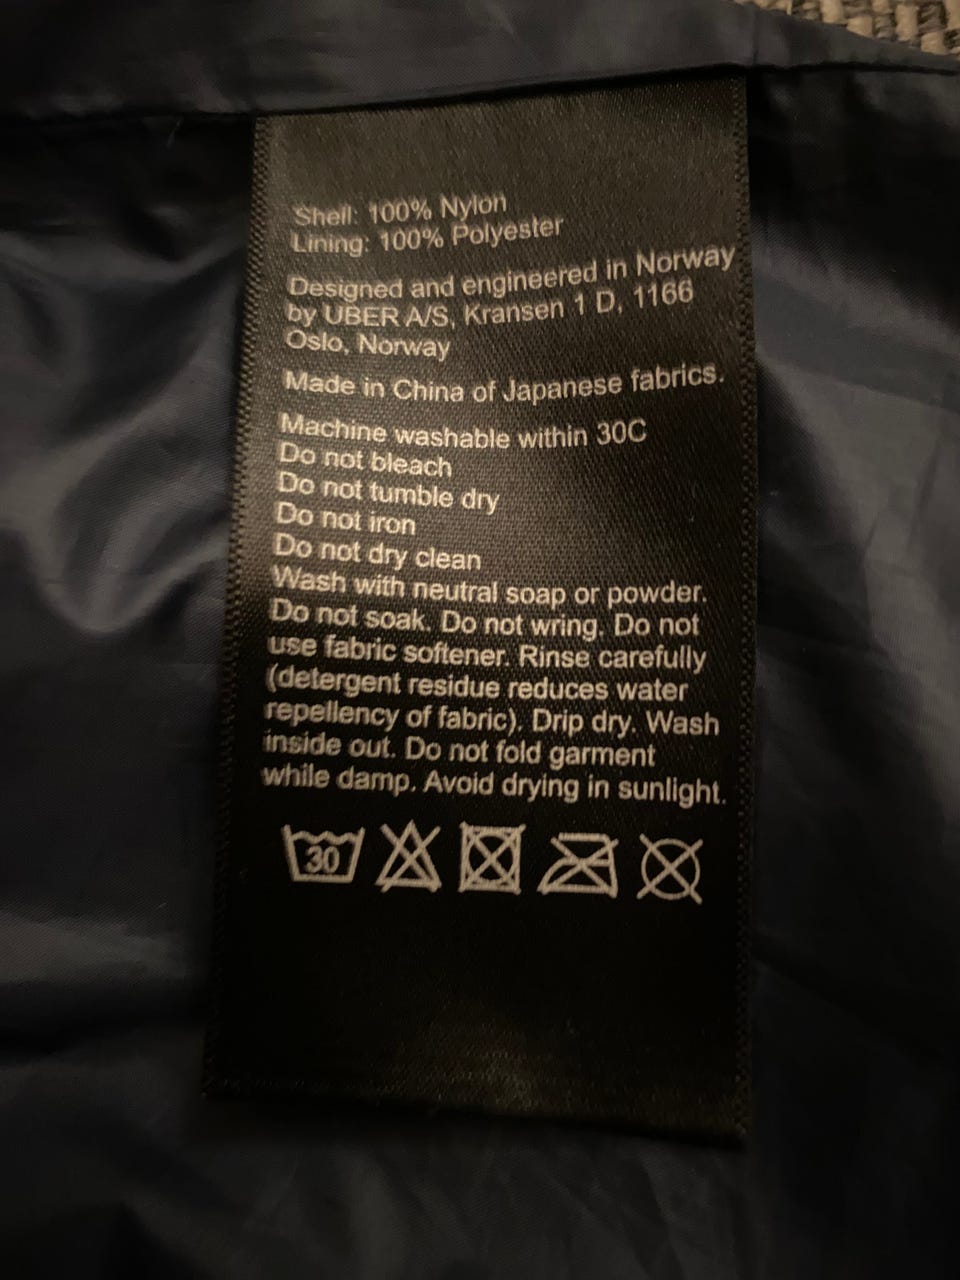 Shell: 100% Nylon
Lining: 100% Polyester
Designed and engineered in Norway
by UBER A/S, Kransen 1 D, 1166
Oslo, Norway
Made in China of Japanese fabrics.
Machine washable within 30C
Do not bleach
Do not tumble dry
Do not iron
Do not dry clean
Wash with neutral soap or powder.
Do not soak. Do not wring. Do not
use fabric softener. Rinse carefully
(detergent residue reduces water
repellency of fabric). Drip dry. Wash
inside out. Do not fold garment
while damp. Avoid drying in sunlight.
30